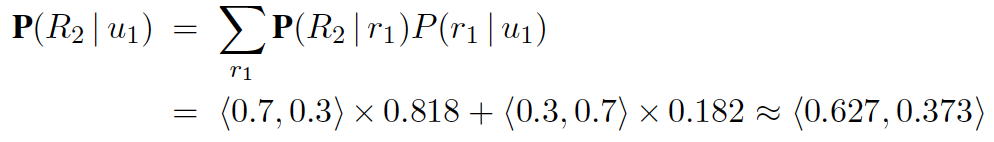 P(R₂ | u₁) = ∑ P(R₂ | r₁)P(r₁ | u₁)
r₁
= ⟨0.7, 0.3⟩ × 0.818 + ⟨0.3, 0.7⟩ × 0.182 ≈ ⟨0.627, 0.373⟩